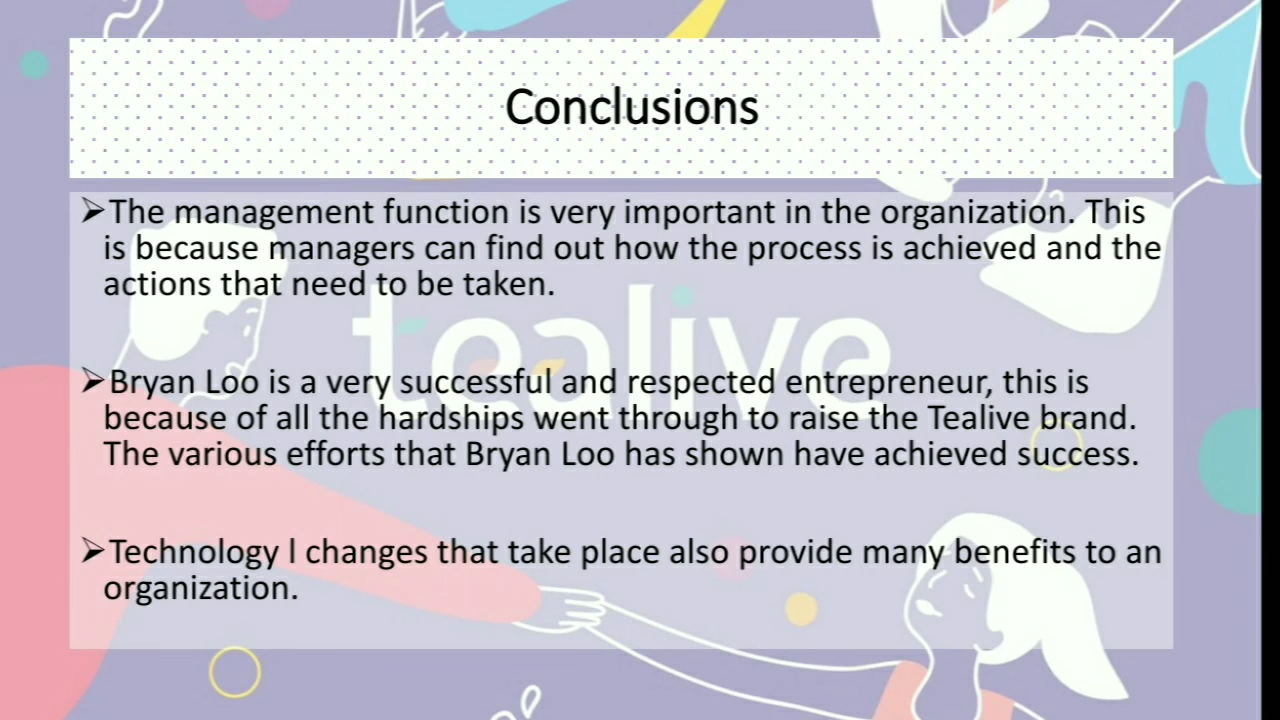 Conclusions
➢The management function is very important in the organization. This
is because managers can find out how the process is achieved and the
actions that need to be taken.
tealive
➢Bryan Loo is a very successful and respected entrepreneur, this is
because of all the hardships went through to raise the Tealive brand.
The various efforts that Bryan Loo has shown have achieved success.
➢Technology l changes that take place also provide many benefits to an
organization.